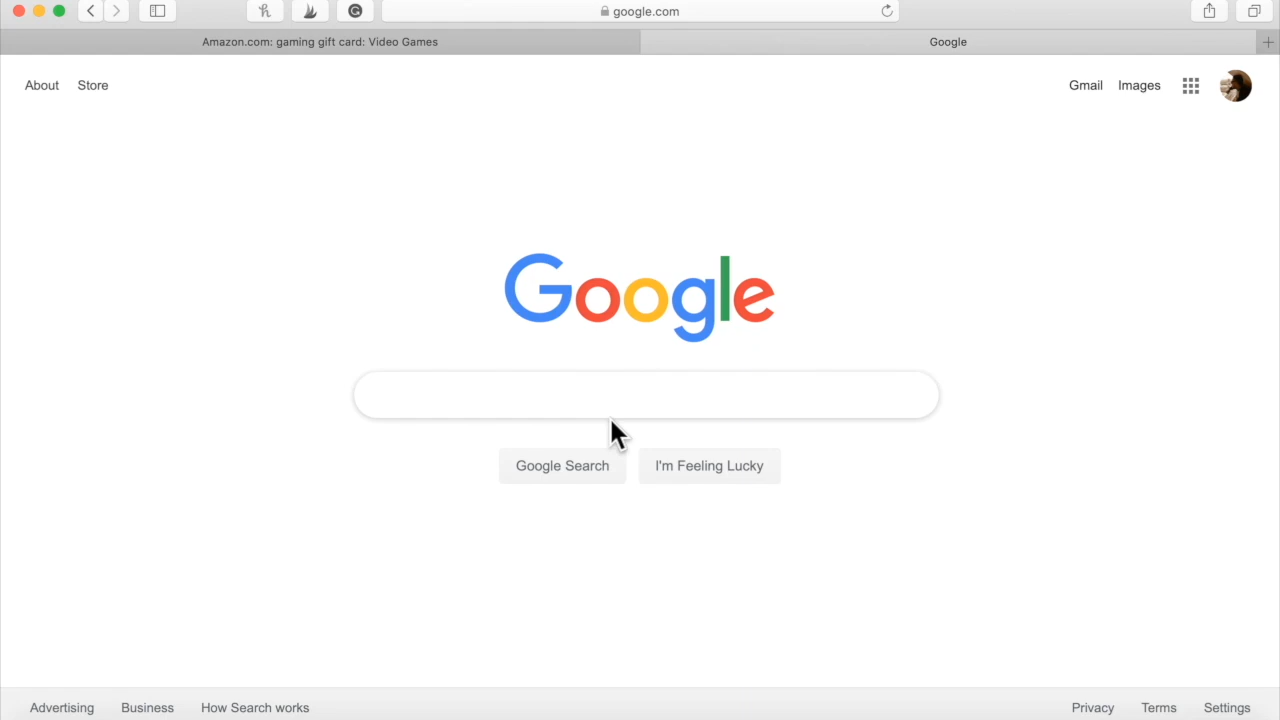 google.com
Amazon.com: gaming gift card: Video Games
Google
About Store
Gmail Images
Google
Google Search
I'm Feeling Lucky
Advertising Business How Search works
Privacy Terms Settings